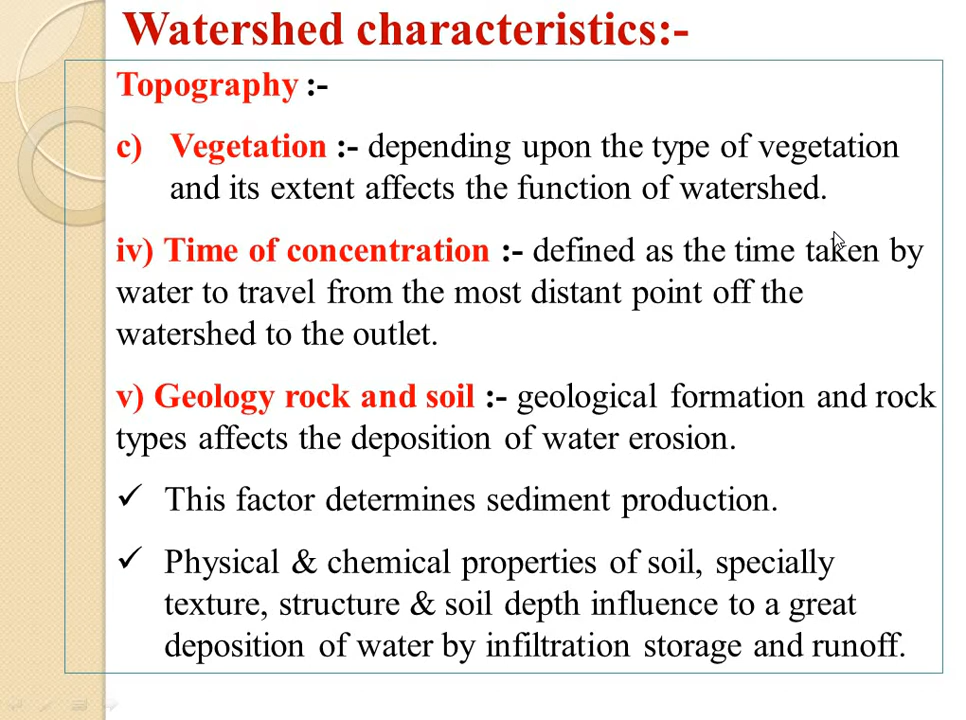 Watershed characteristics:-
Topography :-
c) Vegetation :- depending upon the type of vegetation
and its extent affects the function of watershed.
iv) Time of concentration :- defined as the time taken by
water to travel from the most distant point off the
watershed to the outlet.
v) Geology rock and soil :- geological formation and rock
types affects the deposition of water erosion.
✓ This factor determines sediment production.
✓ Physical & chemical properties of soil, specially
texture, structure & soil depth influence to a great
deposition of water by infiltration storage and runoff.